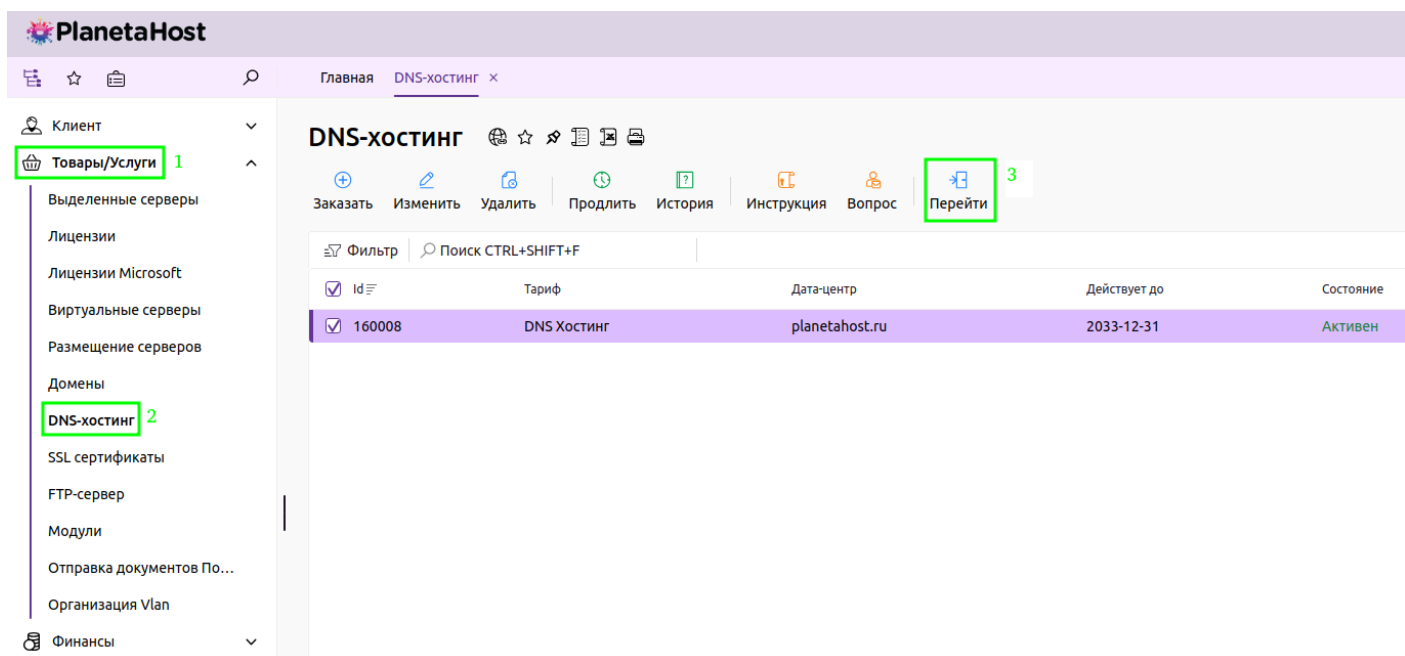 PlanetaHost
Главная DNS-хостинг ×
Клиент
Товары/Услуги 1
Выделенные серверы
Лицензии
Лицензии Microsoft
Виртуальные серверы
Размещение серверов
Домены
DNS-хостинг 2
SSL сертификаты
FTP-сервер
Модули
Отправка документов По...
Организация Vlan
Финансы
DNS-хостинг
Заказать Изменить Удалить Продлить История Инструкция Вопрос Перейти 3
Фильтр Поиск CTRL+SHIFT+F
Id Тариф Дата-центр Действует до Состояние
160008 DNS Хостинг planetahost.ru 2033-12-31 Активен